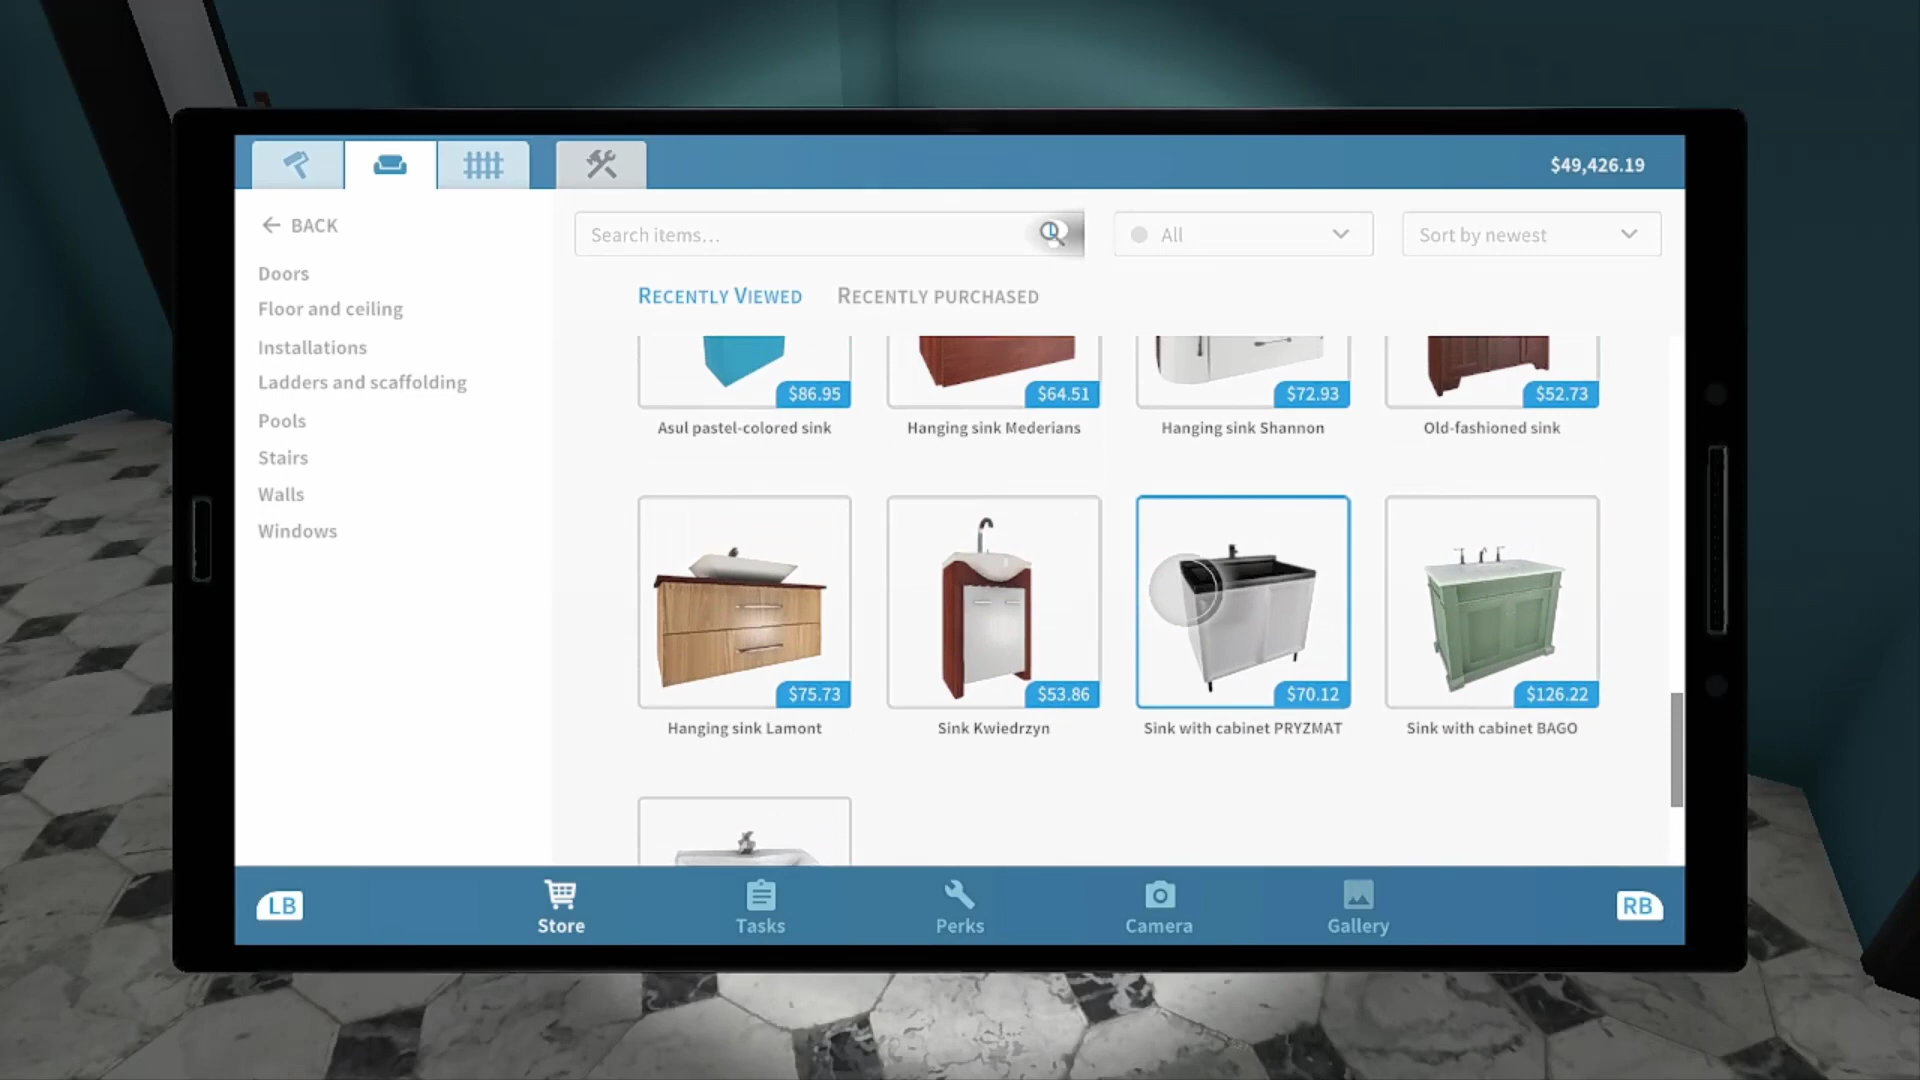 $49,426.19
BACK
Search items...
All
Sort by newest
Doors
Floor and ceiling
Installations
Ladders and scaffolding
Pools
Stairs
Walls
Windows
RECENTLY VIEWED
RECENTLY PURCHASED
$86.95
$64.51
$72.93
$52.73
Asul pastel-colored sink
Hanging sink Mederians
Hanging sink Shannon
Old-fashioned sink
$75.73
$53.86
$70.12
$126.22
Hanging sink Lamont
Sink Kwiedrzyn
Sink with cabinet PRYZMAT
Sink with cabinet BAGO
LB
Store
Tasks
Perks
Camera
Gallery
RB